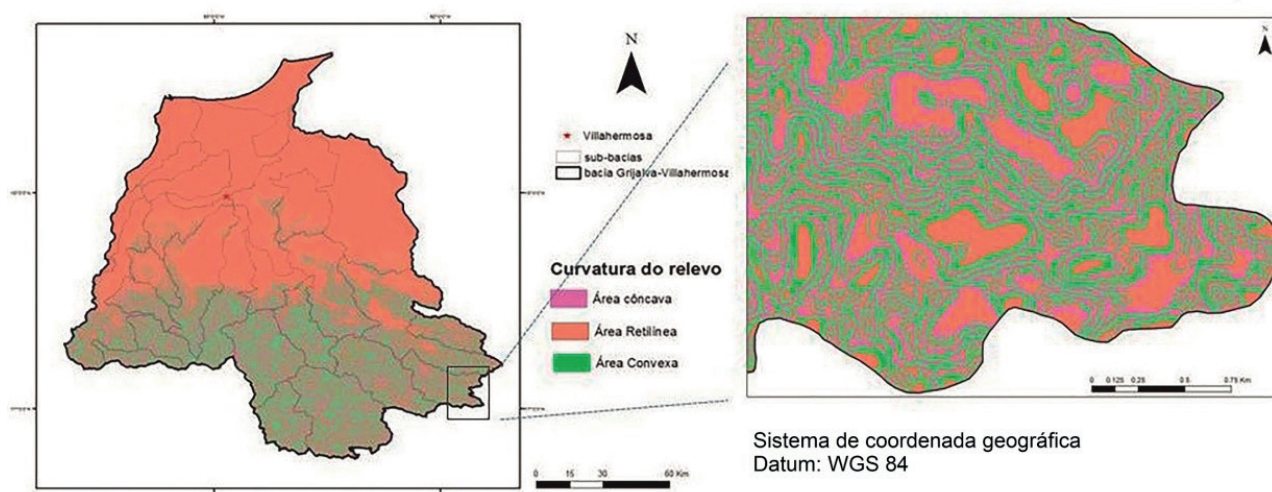 N
Villahermosa
sub-bacias
bacia Grijalva-Villahermosa
Curvatura do relevo
Área côncava
Área Retilínea
Área Convexa
0 15 30 60 Km
N
0 0.125 0.25 0.5 0.75 Km
Sistema de coordenada geográfica
Datum: WGS 84